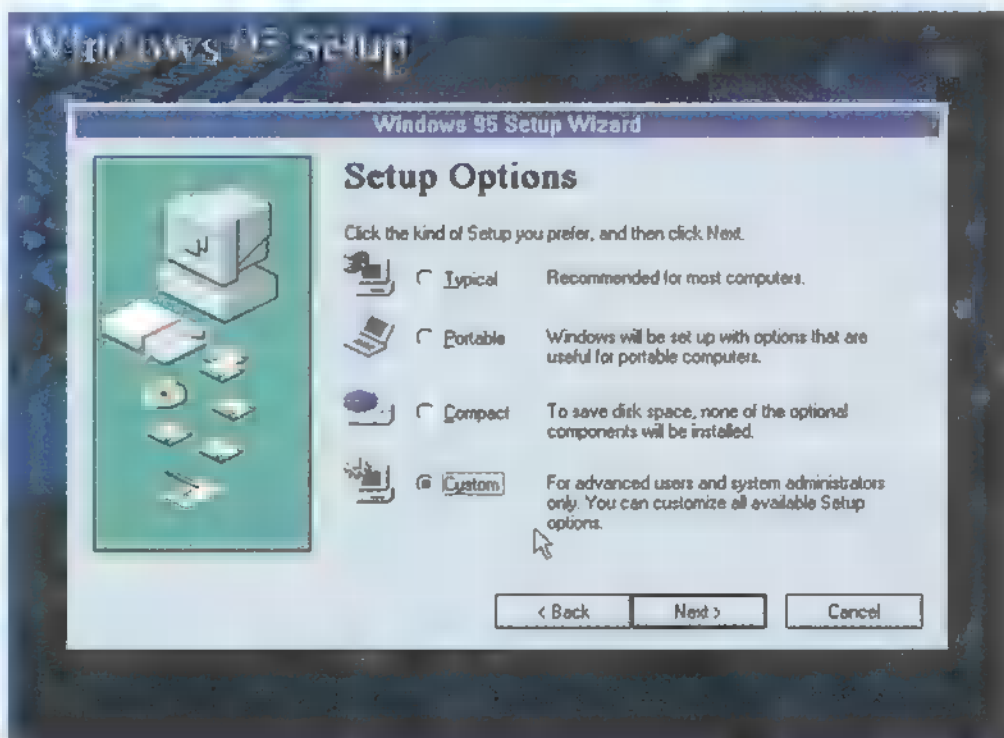 Windows 95 Setup
Windows 95 Setup Wizard
Setup Options
Click the kind of Setup you prefer, and then click Next.
Typical Recommended for most computers.
Portable Windows will be set up with options that are
useful for portable computers.
Compact To save disk space, none of the optional
components will be installed.
Custom For advanced users and system administrators
only. You can customize all available Setup
options.
< Back Next > Cancel